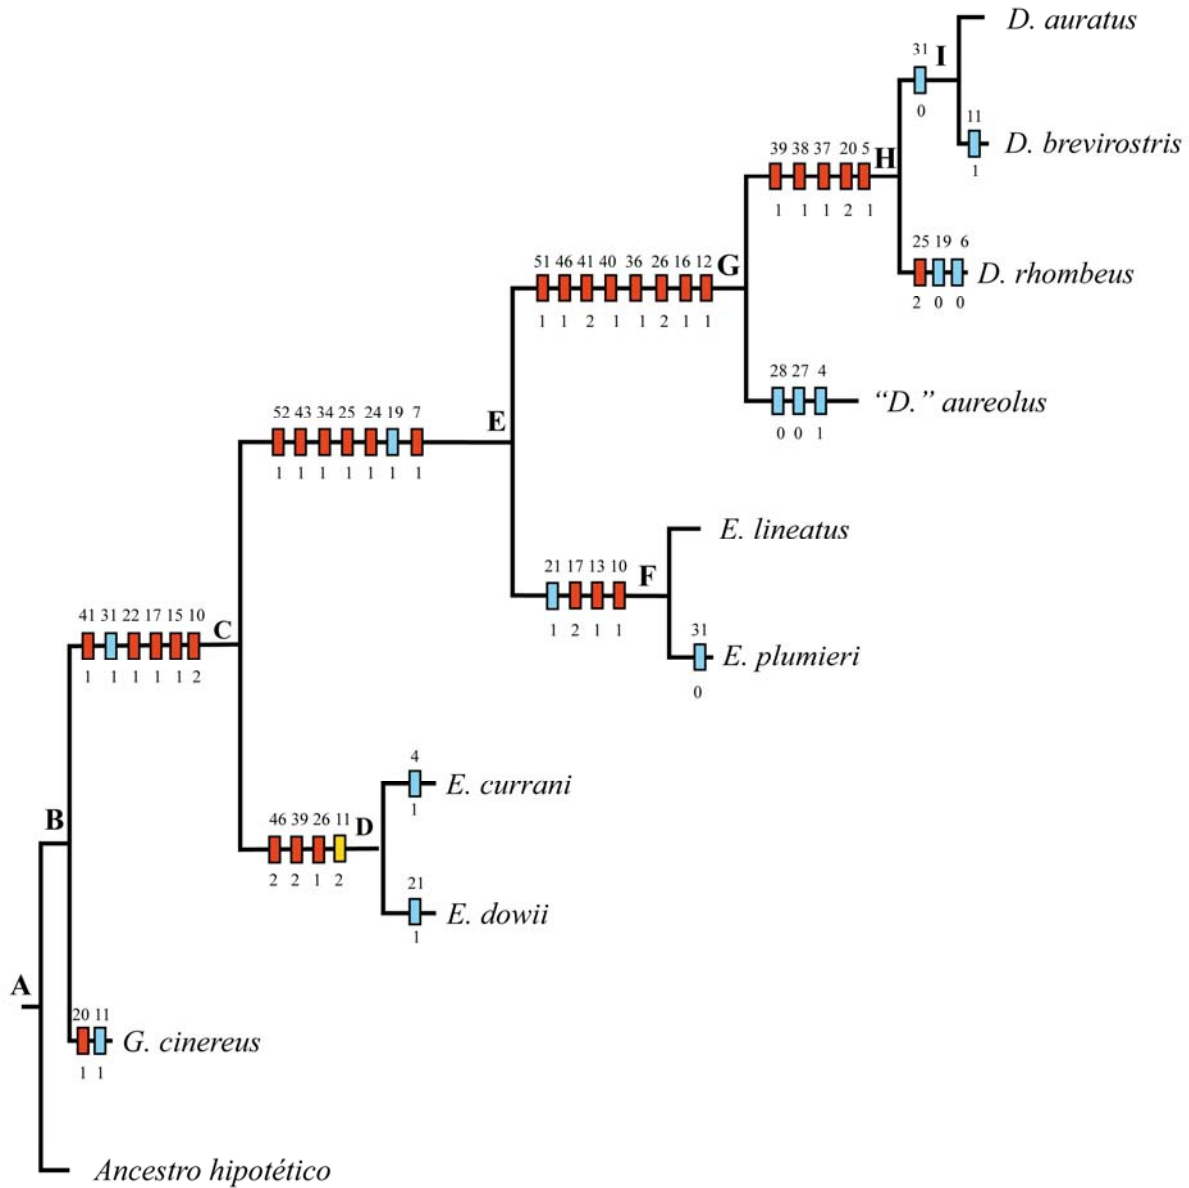 D. auratus
31 I
0
11
D. brevirostris
1
39 38 37 20 5 H
1 1 1 2 1
25 19 6
D. rhombeus
2 0 0
51 46 41 40 36 26 16 12 G
1 1 2 1 1 2 1 1
28 27 4
“D.” aureolus
0 0 1
52 43 34 25 24 19 7 E
1 1 1 1 1 1 1
E. lineatus
21 17 13 10 F
1 2 1 1
31
E. plumieri
0
41 31 22 17 15 10 C
1 1 1 1 1 2
4
E. currani
1
B
46 39 26 11 D
2 2 1 2
21
E. dowii
1
A
20 11
G. cinereus
1 1
Ancestro hipotético